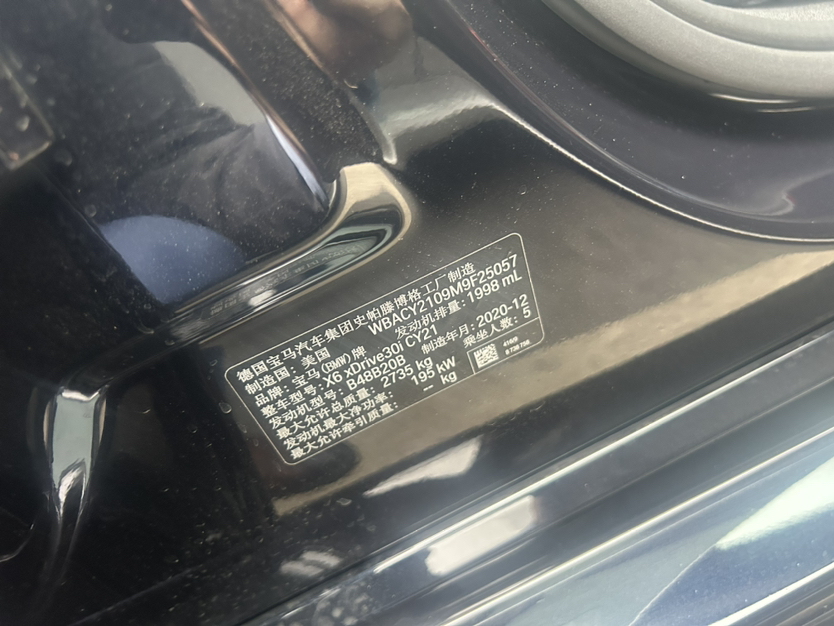 德国宝马汽车集团史帕滕博格工厂制造
制造国：美国 WBACY2109M9F25057
品牌：宝马(BMW)牌 发动机排量：1998 mL
整车型号：X6 xDrive30i CY21
发动机型号：B48B20B 制造年月：2020-12
最大允许总质量：2735 kg 乘坐人数：5
发动机最大净功率：195 kW
最大允许牵引质量：-- kg